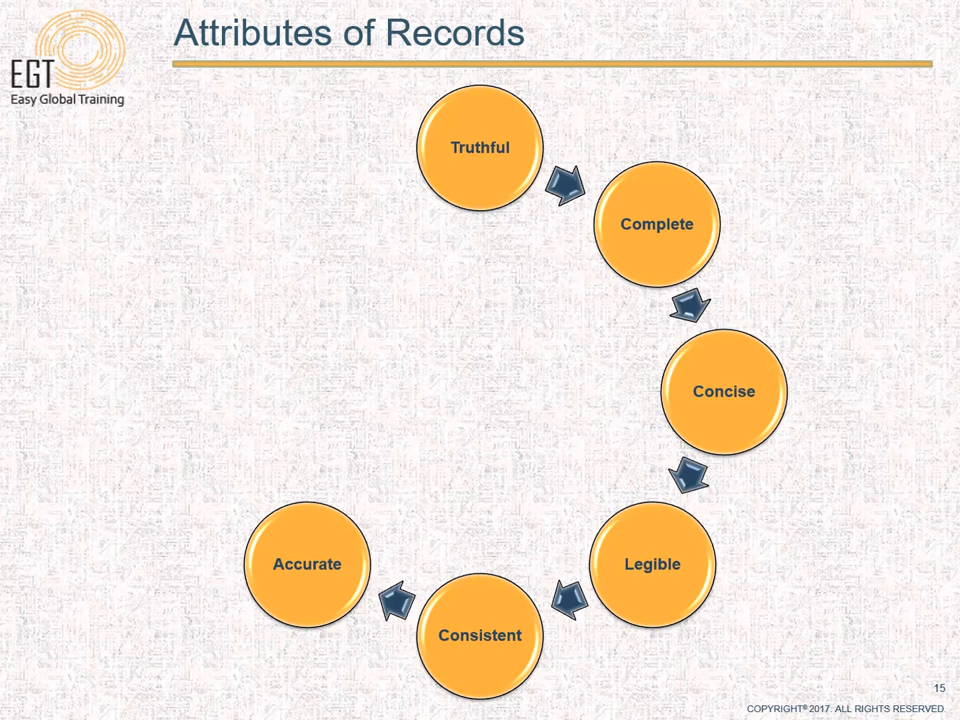 Attributes of Records
EGT
Easy Global Training
Truthful
Complete
Concise
Legible
Consistent
Accurate
15
COPYRIGHT® 2017. ALL RIGHTS RESERVED.